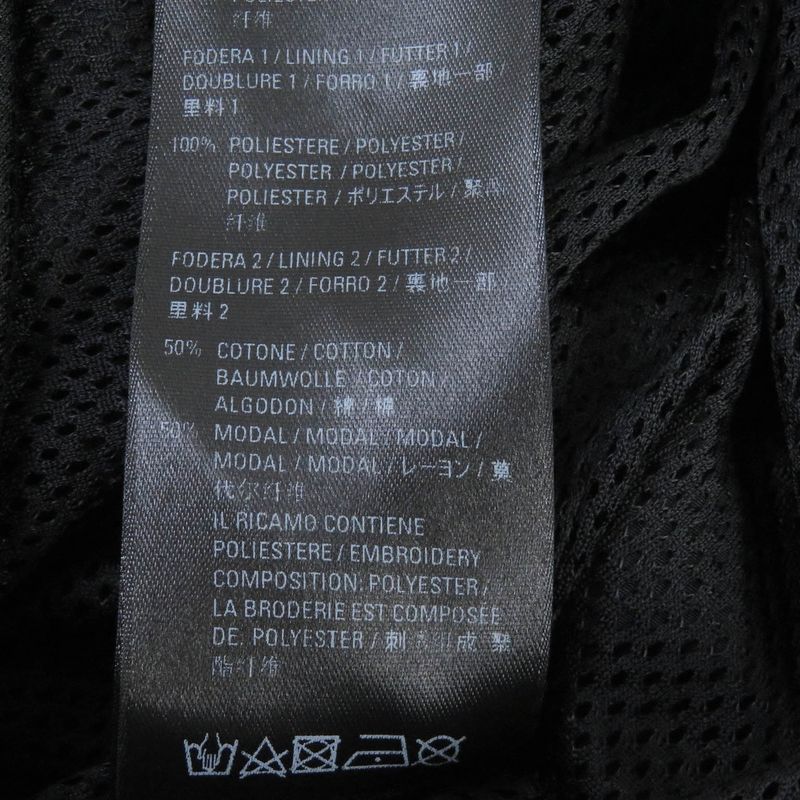 纤维
FODERA 1 / LINING 1 / FUTTER 1 /
DOUBLURE 1 / FORRO 1 / 裏地一部 /
里料1
100% POLIESTERE / POLYESTER /
POLYESTER / POLYESTER /
POLIESTER / ポリエステル / 聚酯
纤维
FODERA 2 / LINING 2 / FUTTER 2 /
DOUBLURE 2 / FORRO 2 / 裏地一部 /
里料2
50% COTONE / COTTON /
BAUMWOLLE / COTON /
ALGODON / 綿 / 棉
50% MODAL / MODAL / MODAL /
MODAL / MODAL / レーヨン / 莫
代尔纤维
IL RICAMO CONTIENE
POLIESTERE / EMBROIDERY
COMPOSITION: POLYESTER /
LA BRODERIE EST COMPOSÉE
DE: POLYESTER / 刺 组成 聚
酯纤维